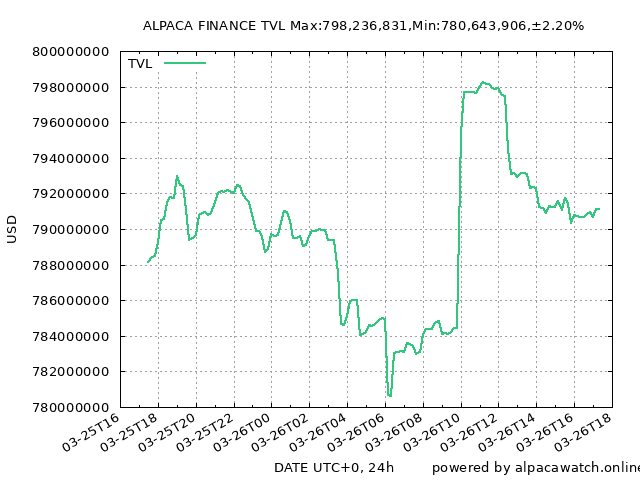 ALPACA FINANCE TVL Max:798,236,831,Min:780,643,906,±2.20%
TVL
800000000
798000000
796000000
794000000
792000000
790000000
788000000
786000000
784000000
782000000
780000000
USD
03-25T16
03-25T18
03-25T20
03-25T22
03-26T00
03-26T02
03-26T04
03-26T06
03-26T08
03-26T10
03-26T12
03-26T14
03-26T16
03-26T18
DATE UTC+0, 24h
powered by alpacawatch.online